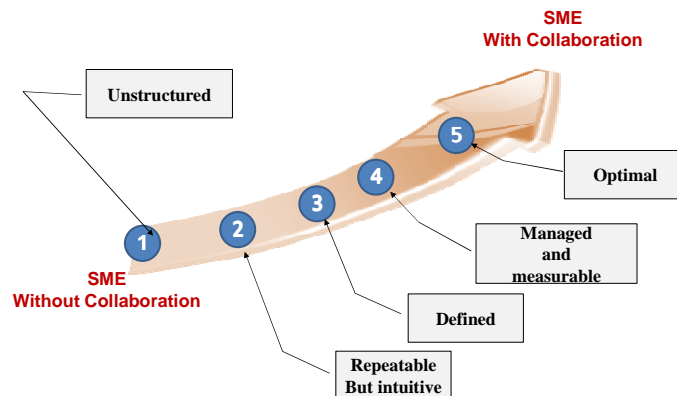 SME
With Collaboration
Unstructured
5
Optimal
4
3
2
1
Managed
and
measurable
SME
Without Collaboration
Defined
Repeatable
But intuitive